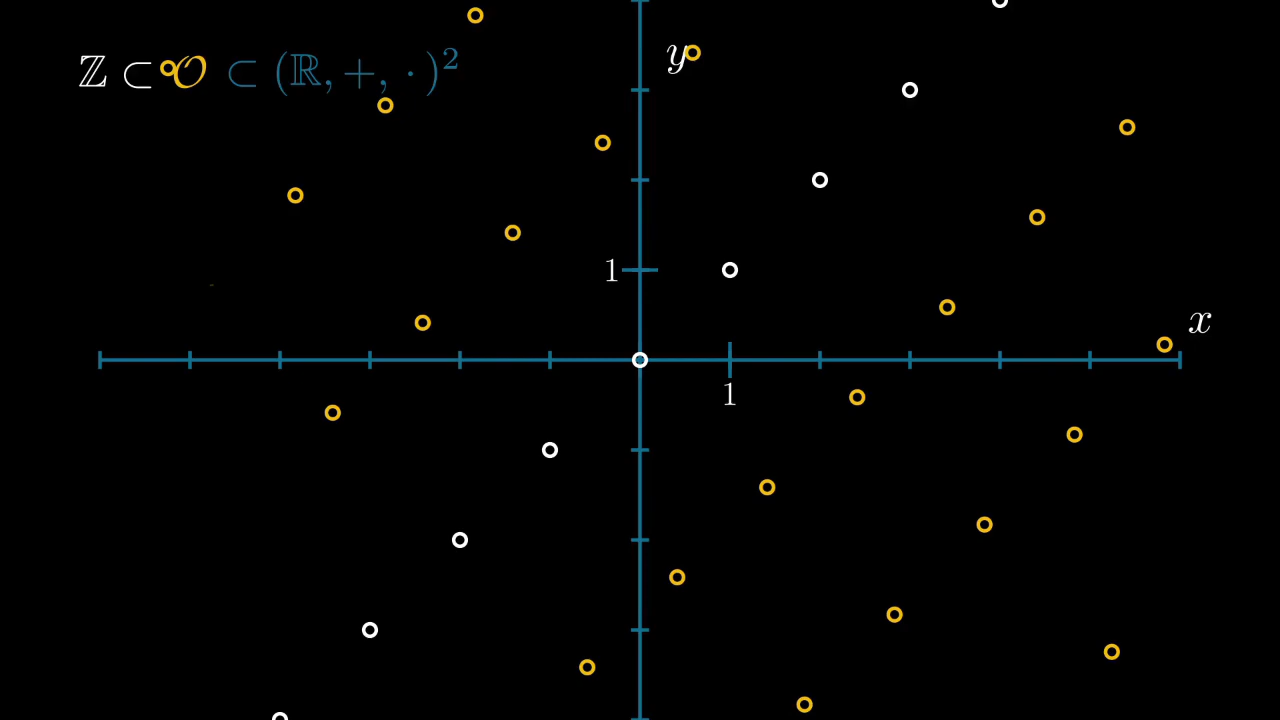 ℤ ⊂ 𝒪 ⊂ (ℝ, +, ·)²
y
1
x
1